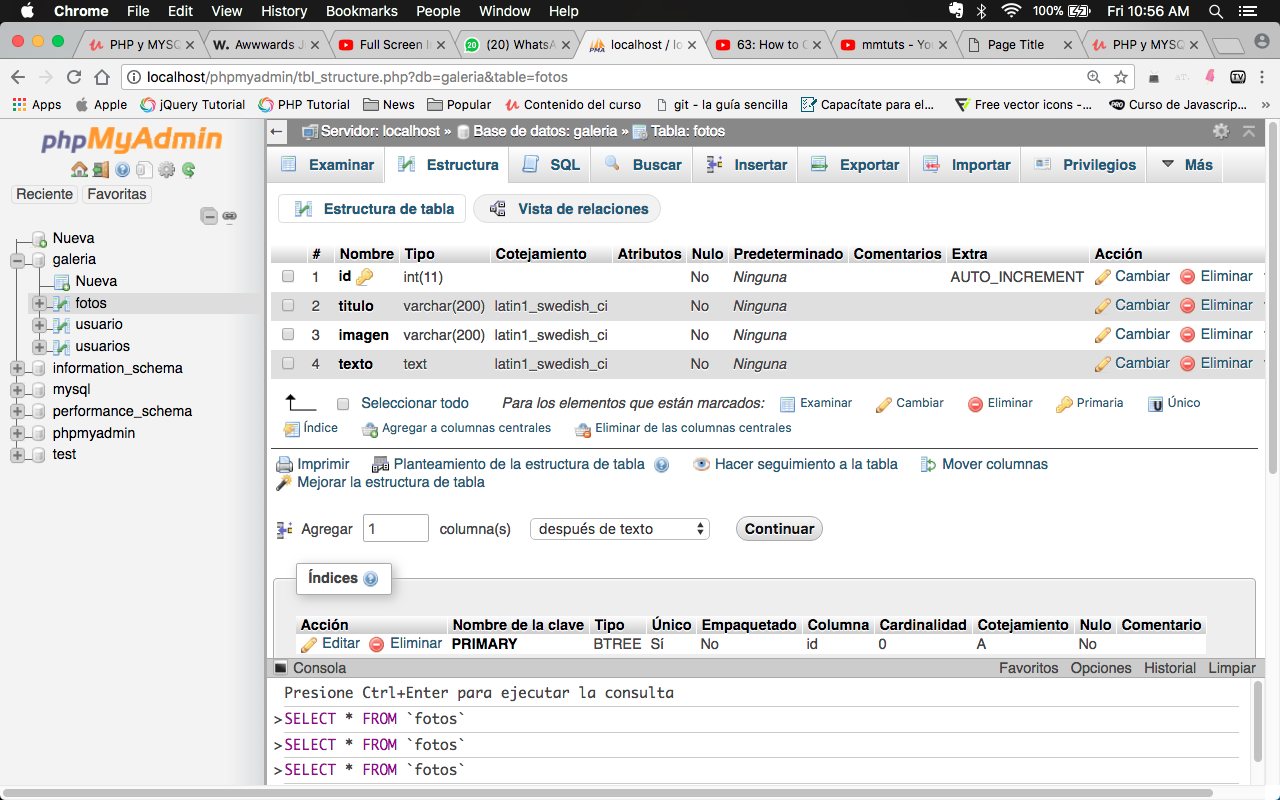 Chrome File Edit View History Bookmarks People Window Help 100% Fri 10:56 AM
PHP y MYSQ
Awwwards J
Full Screen I
(20) WhatsA
localhost / lo
63: How to C
mmtuts - You
Page Title
PHP y MYSQ
localhost/phpmyadmin/tbl_structure.php?db=galeria&table=fotos
Apps Apple jQuery Tutorial PHP Tutorial News Popular Contenido del curso git - la guía sencilla Capecítate para el... Free vector icons -... Curso de Javascrip... »
phpMyAdmin
Reciente Favoritas
Nueva
galeria
Nueva
fotos
usuario
usuarios
information_schema
mysql
performance_schema
phpmyadmin
test
Servidor: localhost » Base de datos: galeria » Tabla: fotos
Examinar Estructura SQL Buscar Insertar Exportar Importar Privilegios Más
Estructura de tabla Vista de relaciones
# Nombre Tipo Cotejamiento Atributos Nulo Predeterminado Comentarios Extra Acción
1 id int(11) No Ninguna AUTO_INCREMENT Cambiar Eliminar
2 titulo varchar(200) latin1_swedish_ci No Ninguna Cambiar Eliminar
3 imagen varchar(200) latin1_swedish_ci No Ninguna Cambiar Eliminar
4 texto text latin1_swedish_ci No Ninguna Cambiar Eliminar
Seleccionar todo Para los elementos que están marcados: Examinar Cambiar Eliminar Primaria Único
Índice Agregar a columnas centrales Eliminar de las columnas centrales
Imprimir Planteamiento de la estructura de tabla Hacer seguimiento a la tabla Mover columnas
Mejorar la estructura de tabla
Agregar 1 columna(s) después de texto Continuar
Índices
Acción Nombre de la clave Tipo Único Empaquetado Columna Cardinalidad Cotejamiento Nulo Comentario
Editar Eliminar PRIMARY BTREE Sí No id 0 A No
Consola Favoritos Opciones Historial Limpiar
Presione Ctrl+Enter para ejecutar la consulta
>SELECT * FROM `fotos`
>SELECT * FROM `fotos`
>SELECT * FROM `fotos`